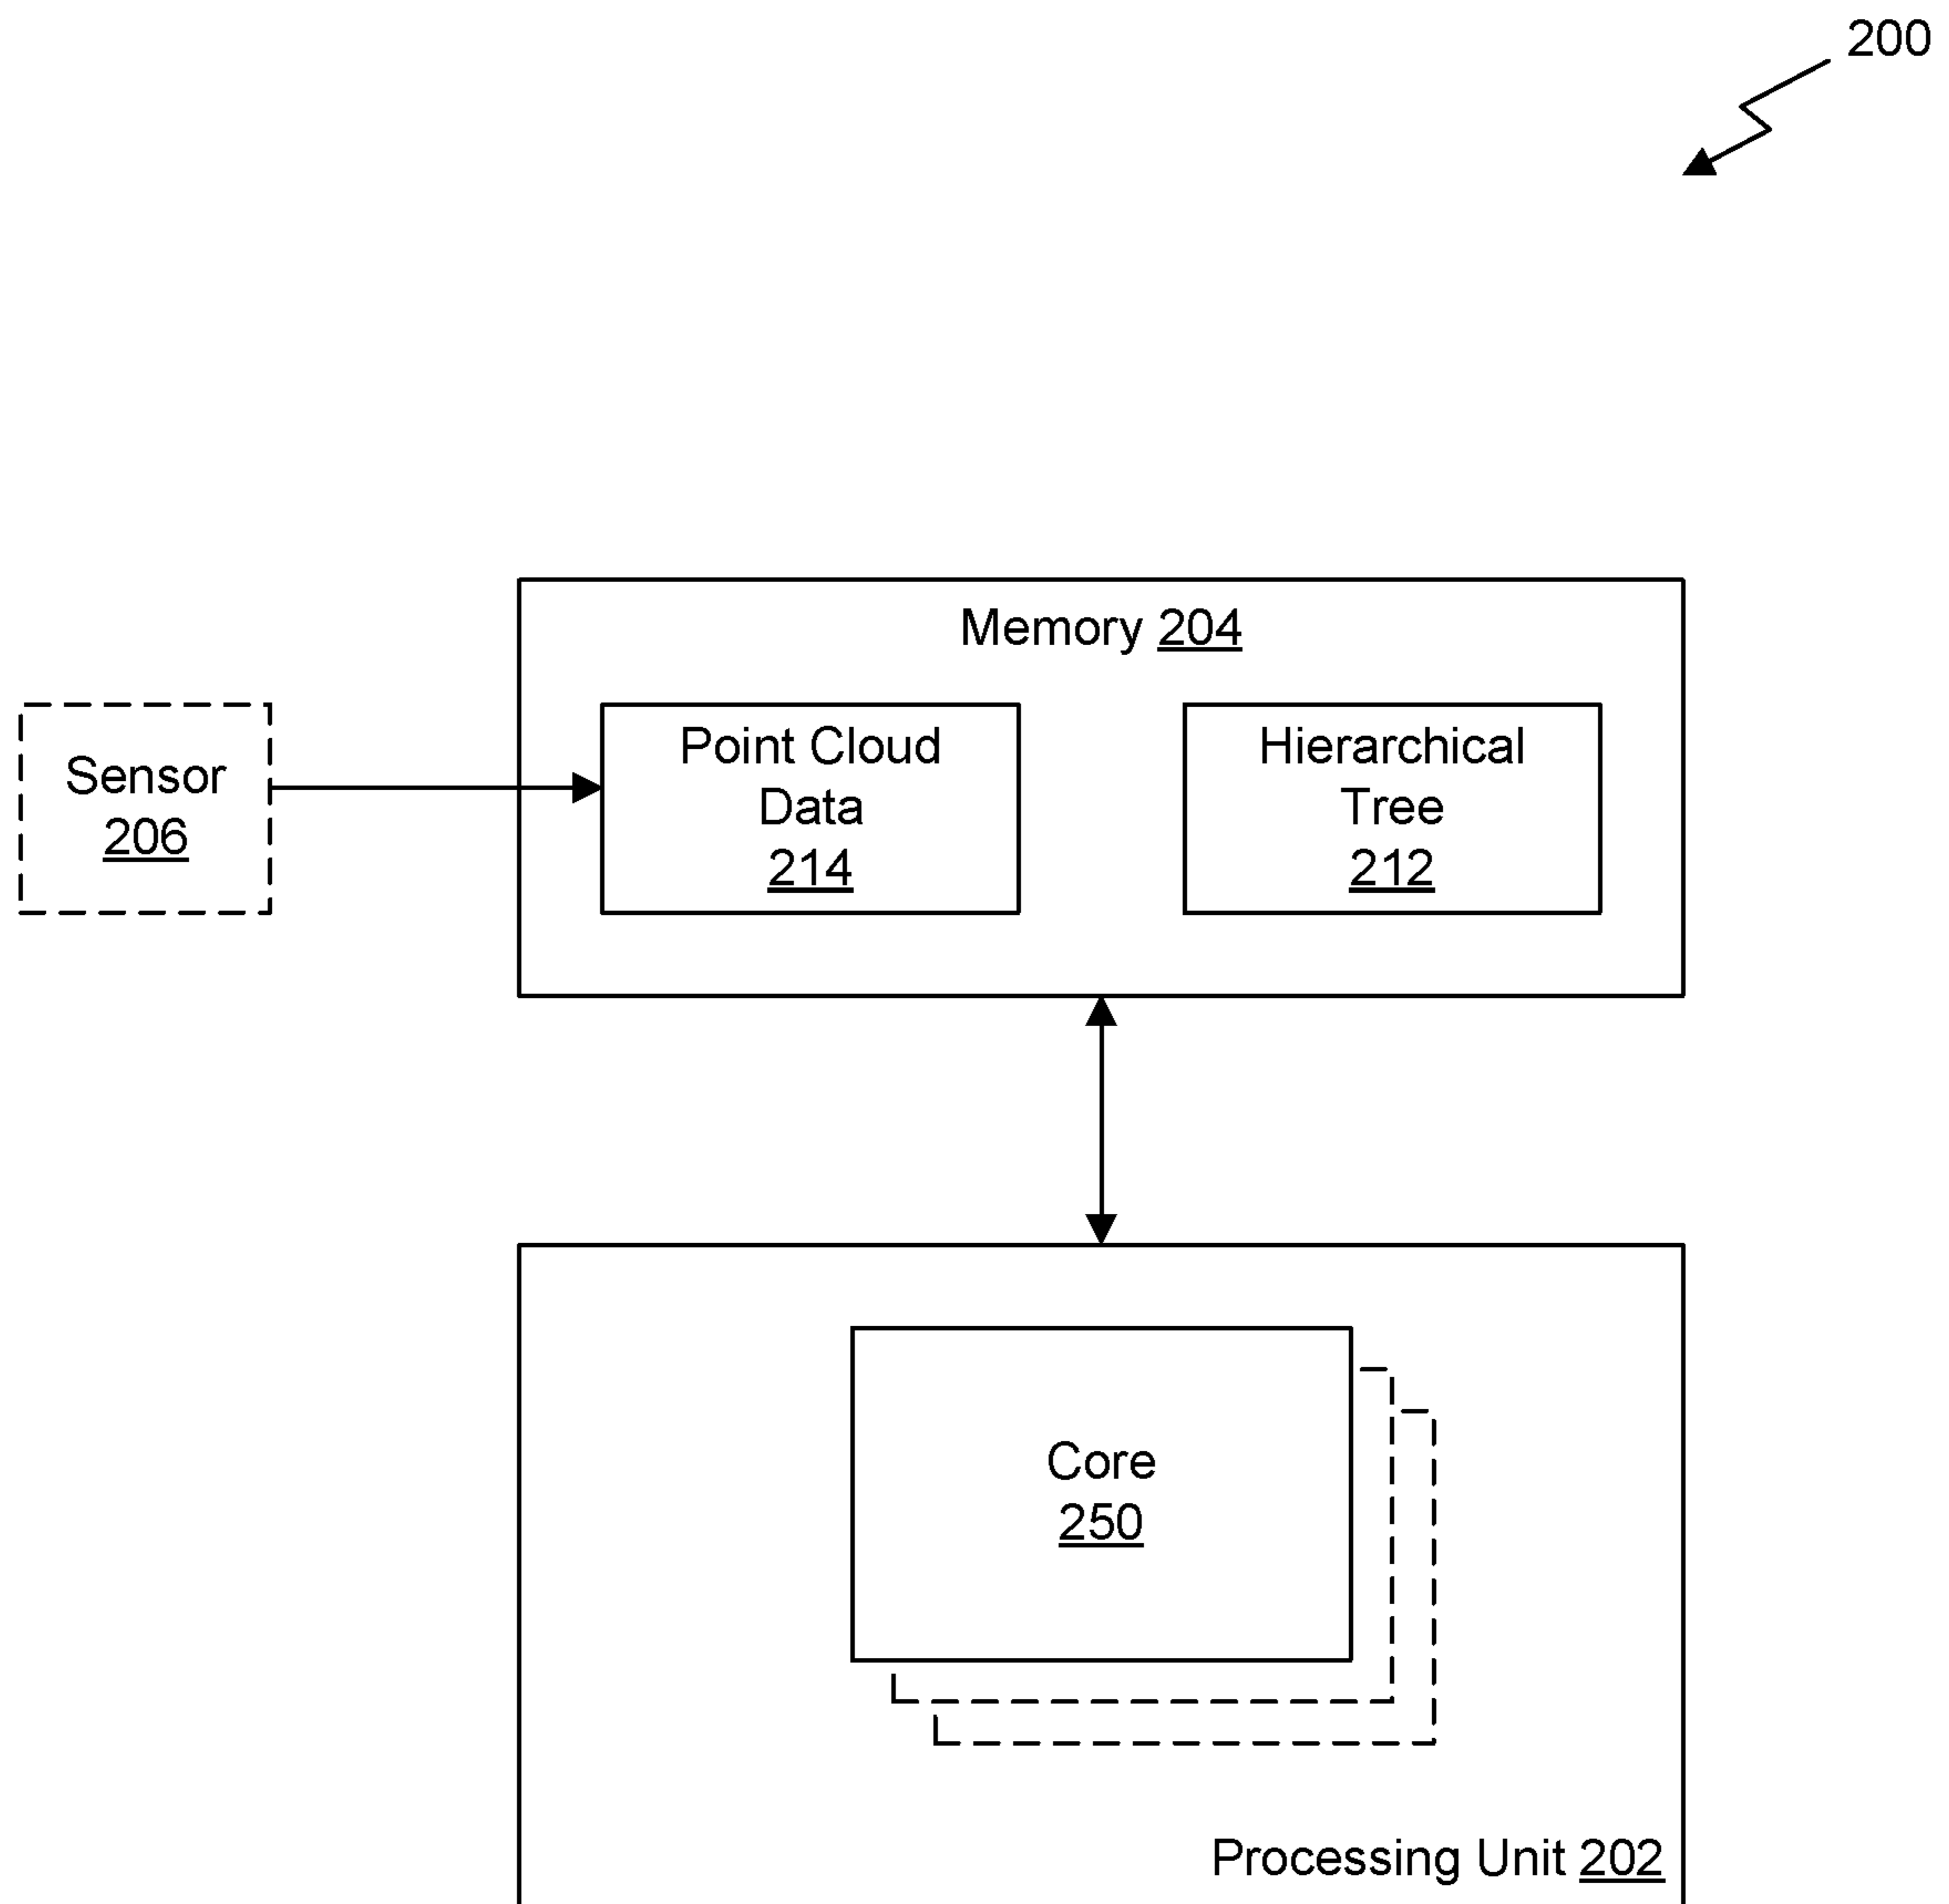 200
Memory 204
Sensor
206
Point Cloud
Data
214
Hierarchical
Tree
212
Core
250
Processing Unit 202